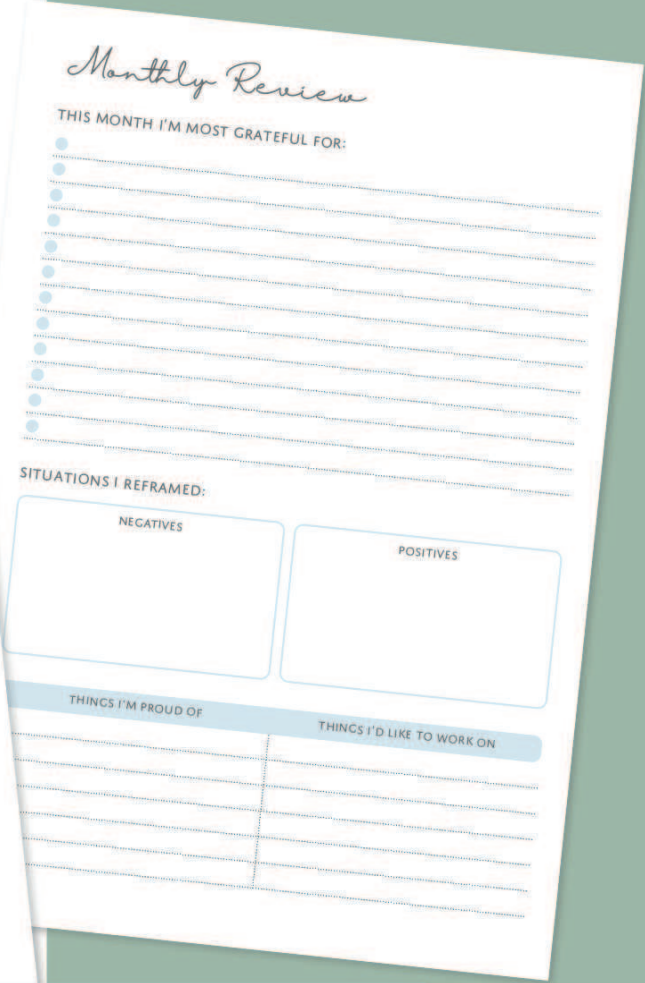 Monthly Review
THIS MONTH I'M MOST GRATEFUL FOR:
SITUATIONS I REFRAMED:
NEGATIVES
POSITIVES
THINGS I'M PROUD OF
THINGS I'D LIKE TO WORK ON